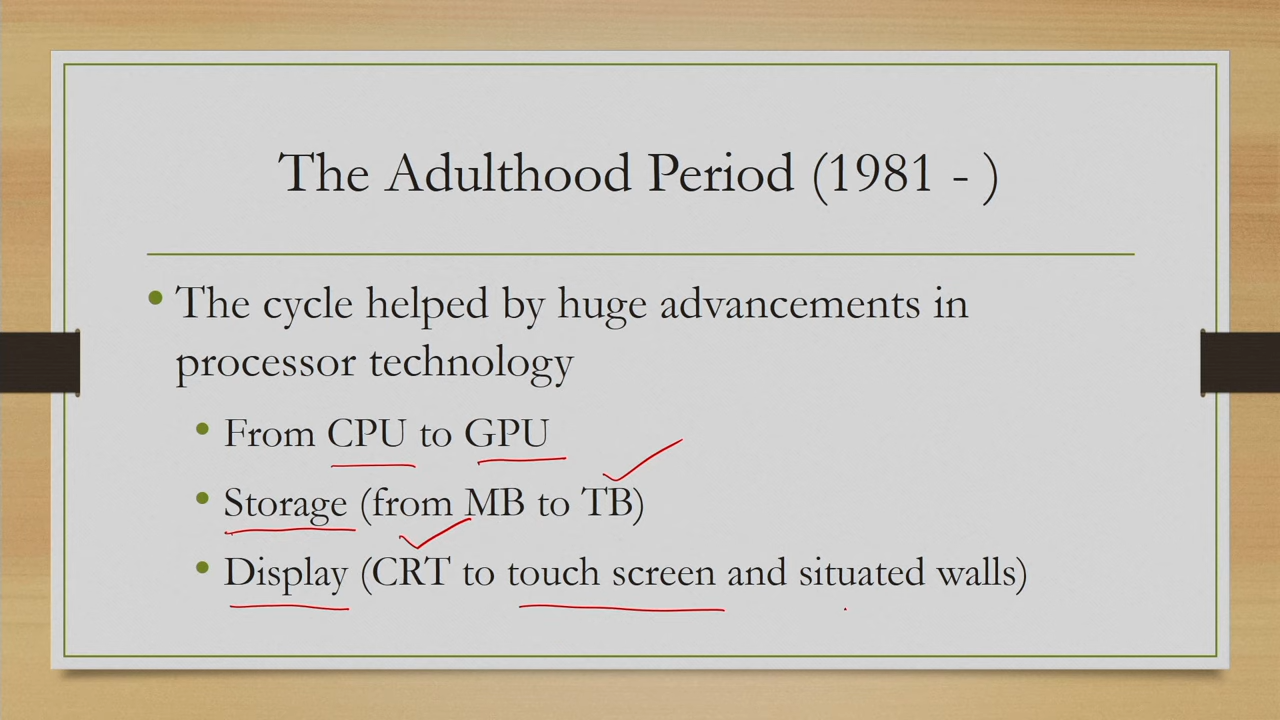 The Adulthood Period (1981 - )
• The cycle helped by huge advancements in
processor technology
• From CPU to GPU
• Storage (from MB to TB)
• Display (CRT to touch screen and situated walls)